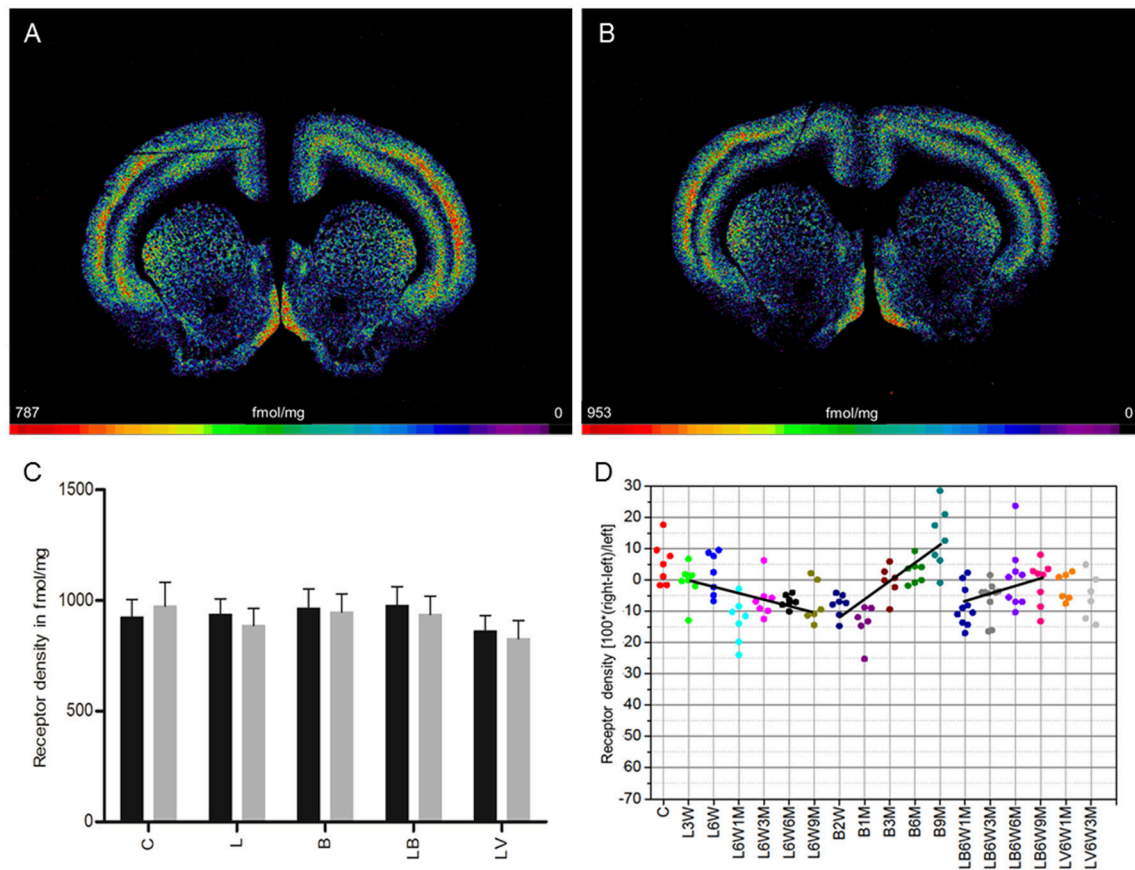 A
B
787 fmol/mg 0
953 fmol/mg 0
C
Receptor density in fmol/mg
1500
1000
500
0
C L B LB LV
D
Receptor density [100*(right-left)/left]
30
20
10
0
10
20
30
40
50
60
-70
C L3W L6W L6W1M L6W3M L6W6M L6W9M B2W B1M B3M B6M B9M LB6W1M LB6W3M LB6W6M LB6W9M LV6W1M LV6W3M